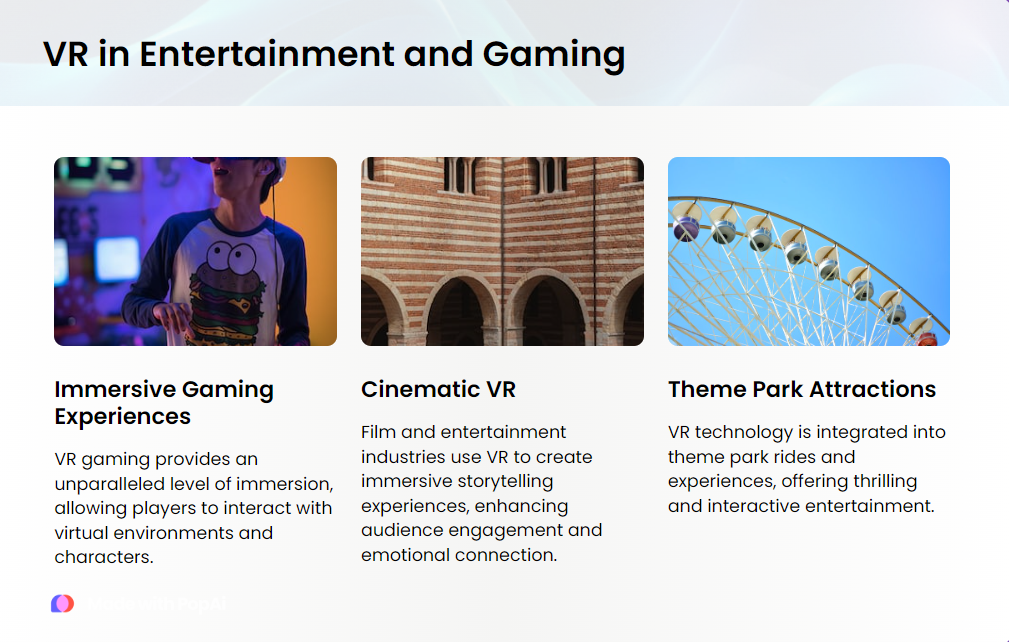 VR in Entertainment and Gaming
Immersive Gaming
Experiences
VR gaming provides an
unparalleled level of immersion,
allowing players to interact with
virtual environments and
characters.
Cinematic VR
Film and entertainment
industries use VR to create
immersive storytelling
experiences, enhancing
audience engagement and
emotional connection.
Theme Park Attractions
VR technology is integrated into
theme park rides and
experiences, offering thrilling
and interactive entertainment.